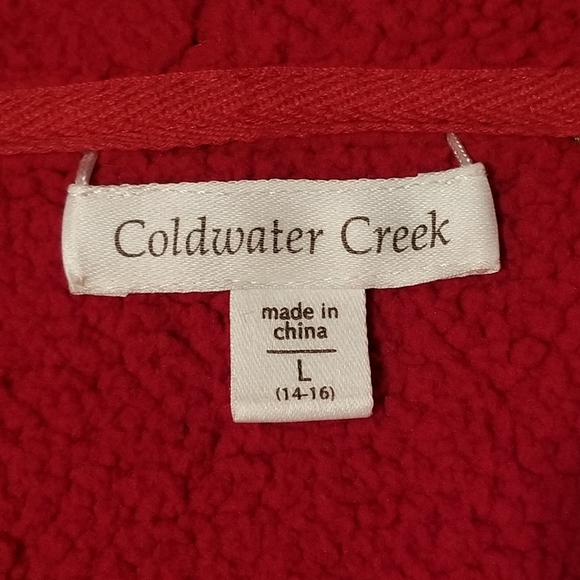 Coldwater Creek
made in
china
L
(14-16)